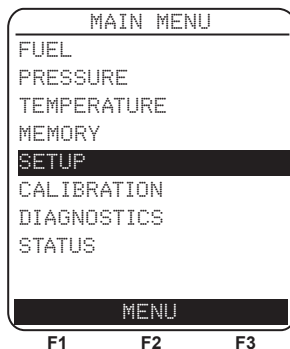 MAIN MENU
FUEL
PRESSURE
TEMPERATURE
MEMORY
SETUP
CALIBRATION
DIAGNOSTICS
STATUS
MENU
F1 F2 F3